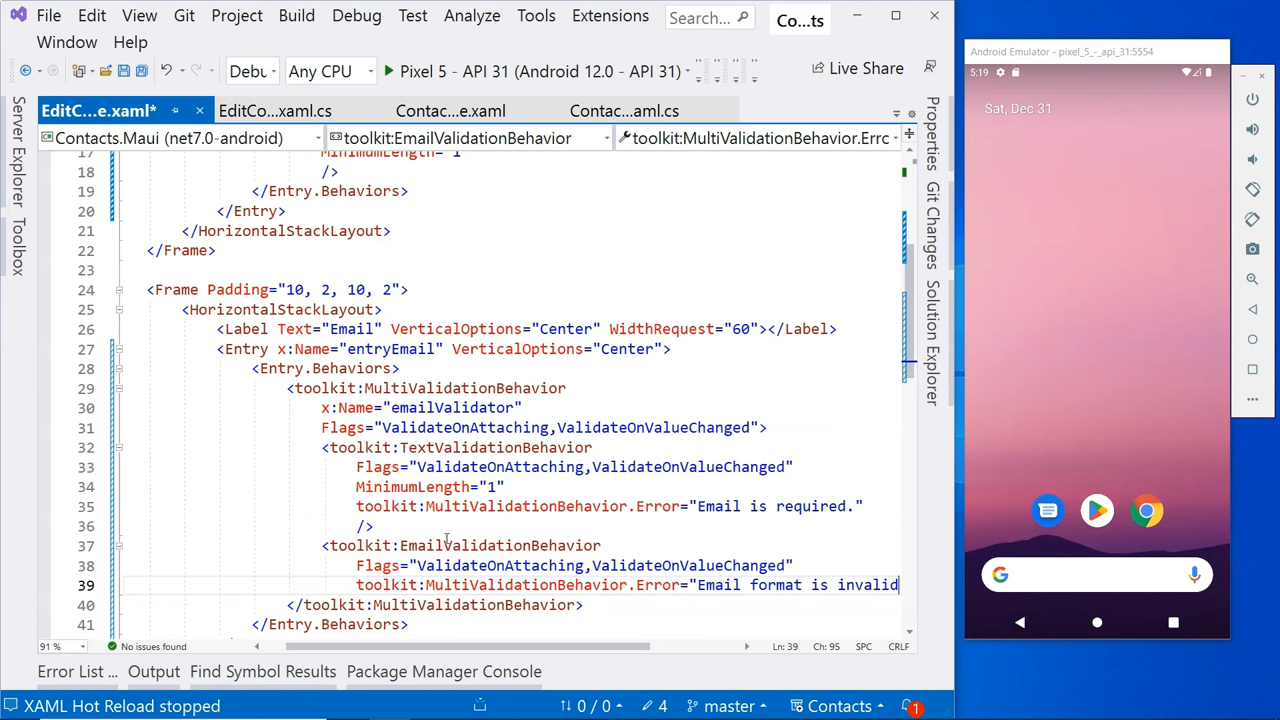 File Edit View Git Project Build Debug Test Analyze Tools Extensions Search... Co...ts
Window Help
Debu Any CPU Pixel 5 - API 31 (Android 12.0 - API 31) Live Share
EditC...e.xaml* EditCo...xaml.cs Contac...e.xaml Contac...aml.cs
Contacts.Maui (net7.0-android) toolkit:EmailValidationBehavior toolkit:MultiValidationBehavior.Errc
Server Explorer
Toolbox
17 MinimumLength="1"
18 />
19 </Entry.Behaviors>
20 </Entry>
21 </HorizontalStackLayout>
22 </Frame>
23
24 <Frame Padding="10, 2, 10, 2">
25 <HorizontalStackLayout>
26 <Label Text="Email" VerticalOptions="Center" WidthRequest="60"></Label>
27 <Entry x:Name="entryEmail" VerticalOptions="Center">
28 <Entry.Behaviors>
29 <toolkit:MultiValidationBehavior
30 x:Name="emailValidator"
31 Flags="ValidateOnAttaching,ValidateOnValueChanged">
32 <toolkit:TextValidationBehavior
33 Flags="ValidateOnAttaching,ValidateOnValueChanged"
34 MinimumLength="1"
35 toolkit:MultiValidationBehavior.Error="Email is required."
36 />
37 <toolkit:EmailValidationBehavior
38 Flags="ValidateOnAttaching,ValidateOnValueChanged"
39 toolkit:MultiValidationBehavior.Error="Email format is invalid
40 </toolkit:MultiValidationBehavior>
41 </Entry.Behaviors>
Properties
Git Changes
Solution Explorer
91 % No issues found Ln: 39 Ch: 95 SPC CRLF
Error List ... Output Find Symbol Results Package Manager Console
XAML Hot Reload stopped 0 / 0 4 master Contacts 1
Android Emulator - pixel_5_-_api_31:5554
5:19
Sat, Dec 31
G